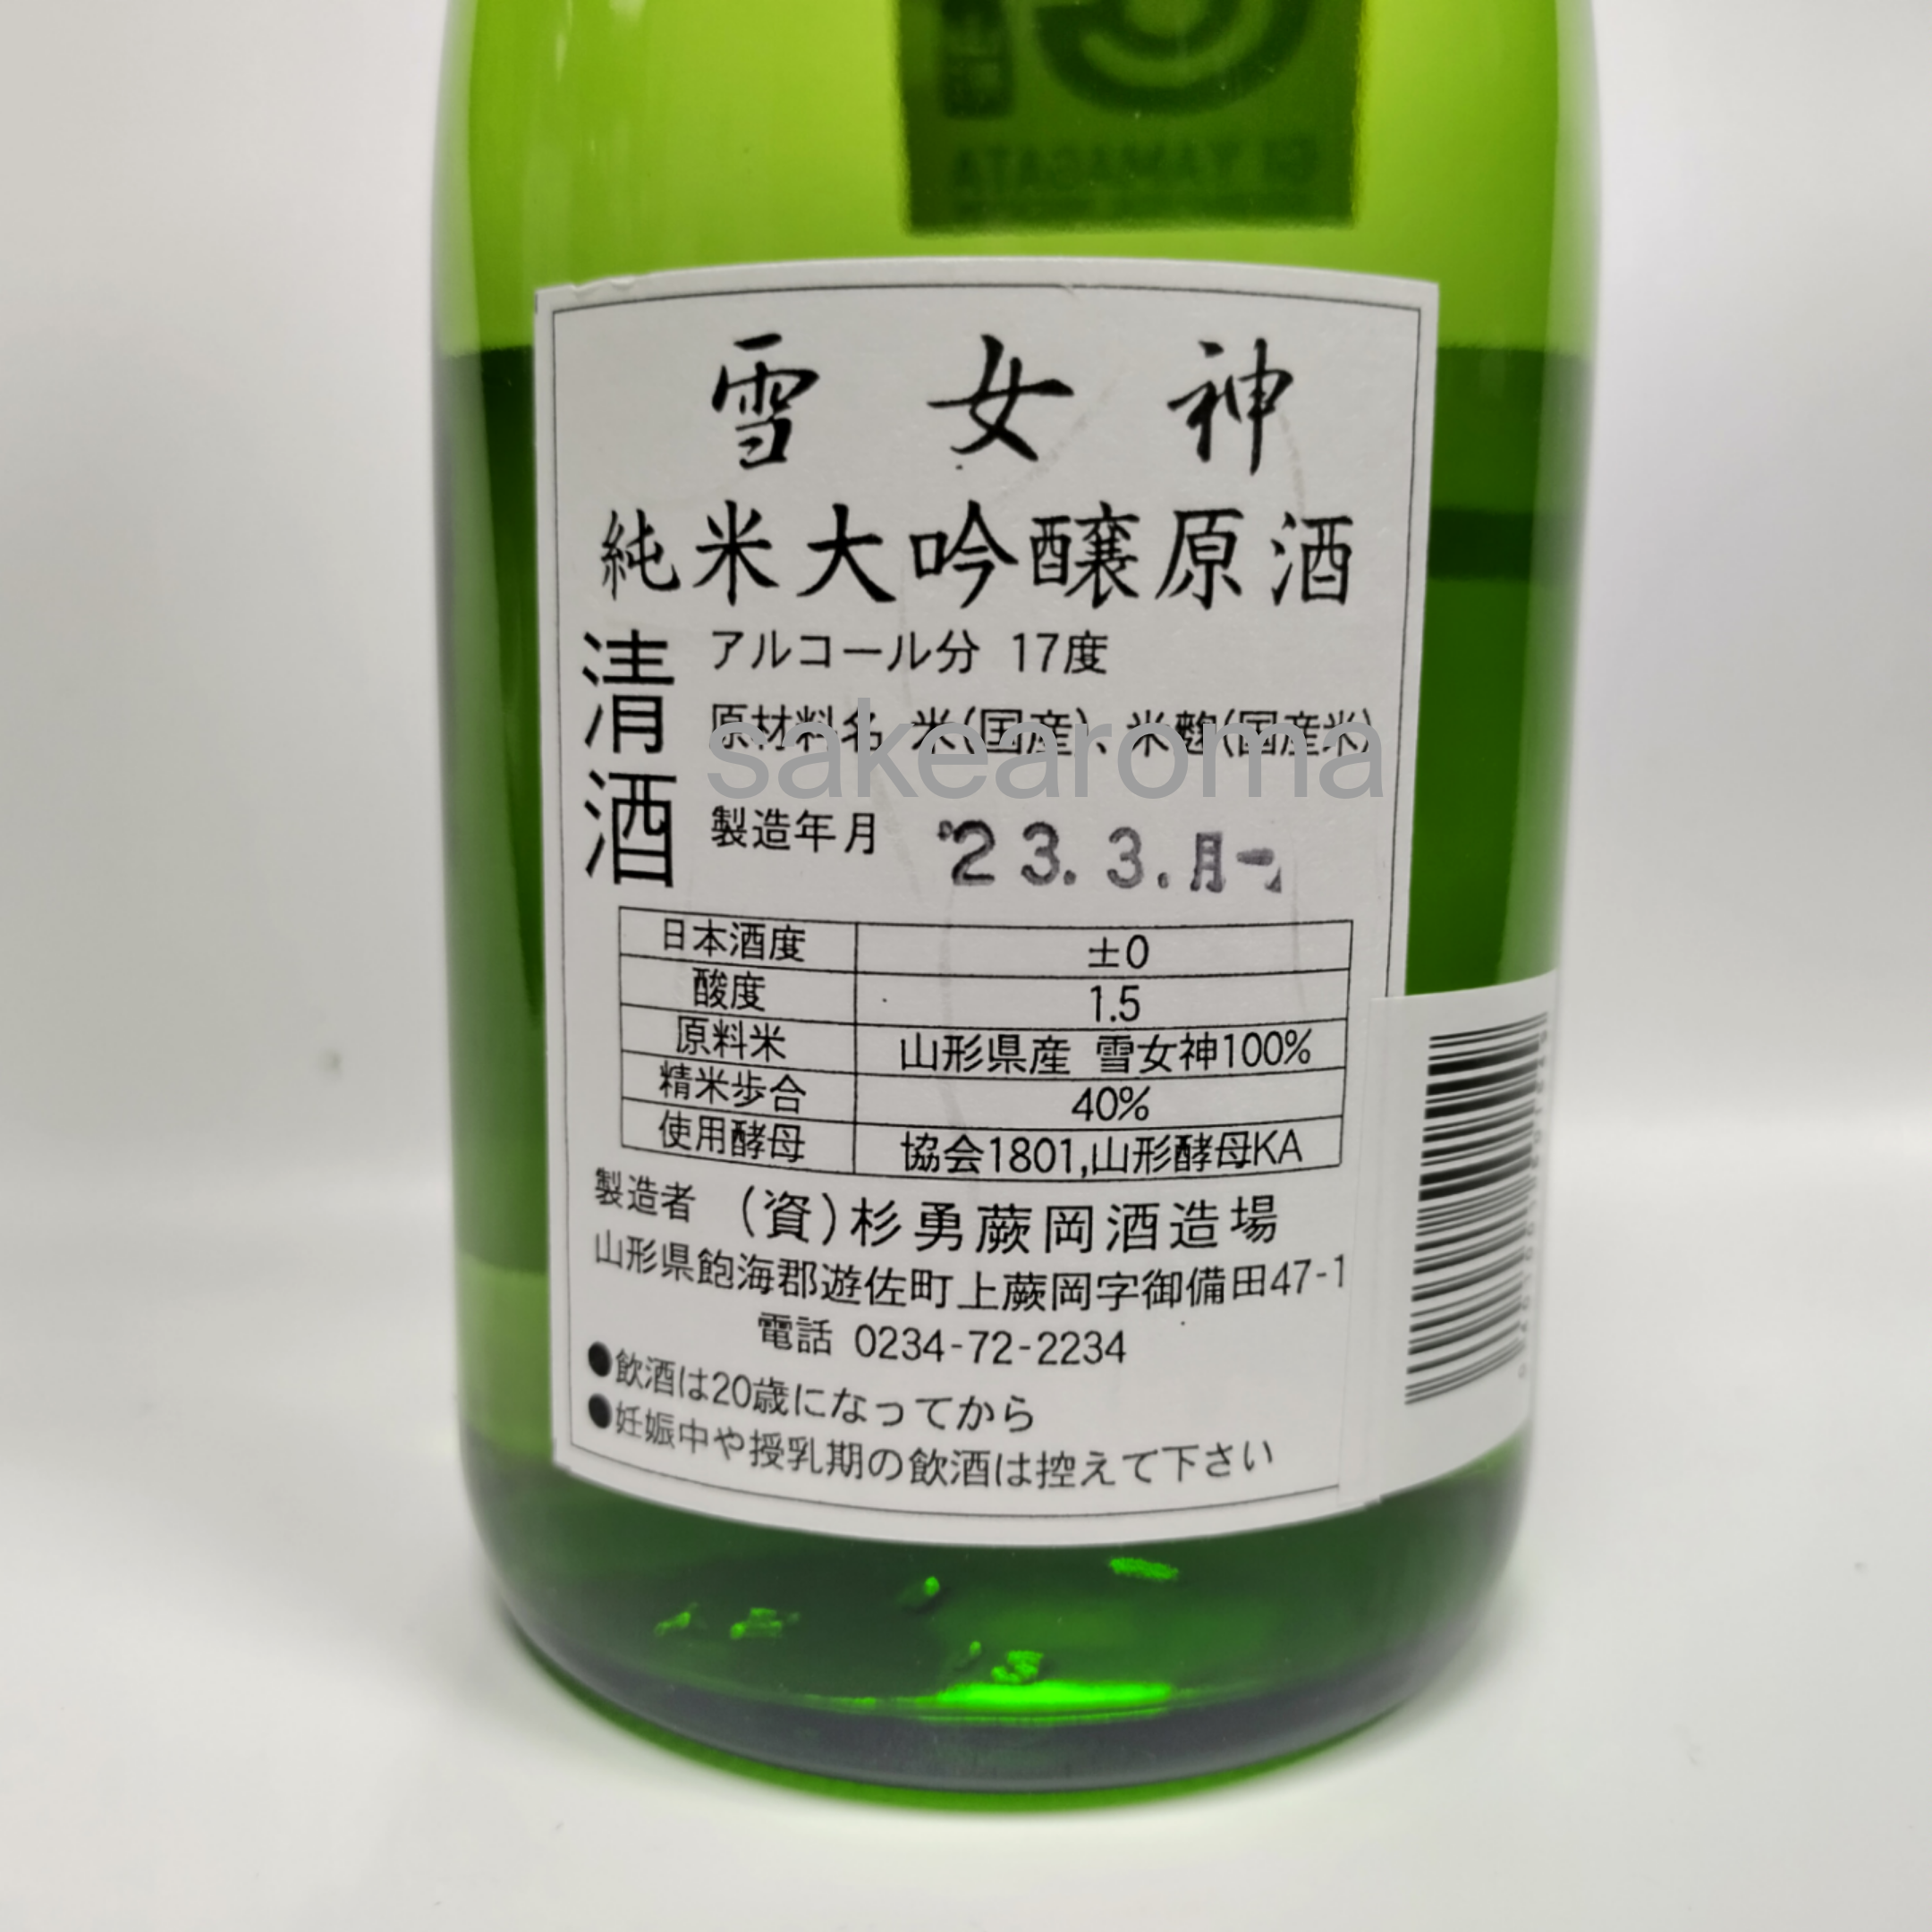 GI YAMAGATA
雪女神
純米大吟醸原酒
清酒
アルコール分 17度
原材料名 米(国産)、米麹(国産米)
sakearoma
製造年月 '23.3.月
日本酒度 ±0
酸度 1.5
原料米 山形県産 雪女神100%
精米歩合 40%
使用酵母 協会1801,山形酵母KA
製造者 (資)杉勇蕨岡酒造場
山形県飽海郡遊佐町上蕨岡字御備田47-1
電話 0234-72-2234
●飲酒は20歳になってから
●妊娠中や授乳期の飲酒は控えて下さい